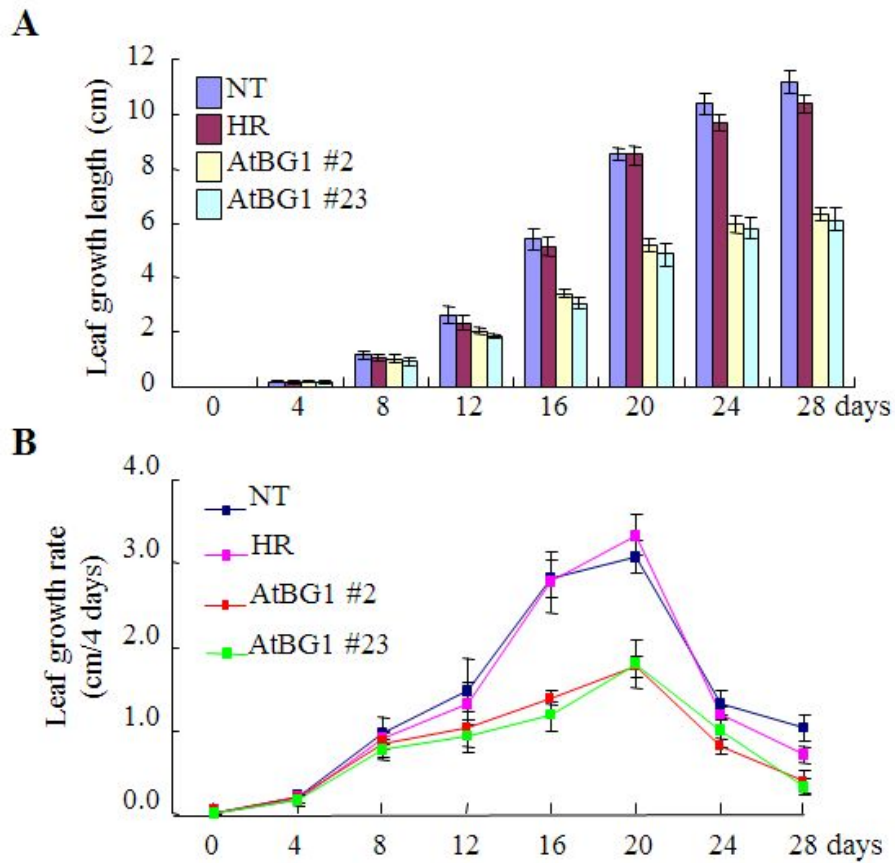 A
Leaf growth length (cm)
12
10
8
6
4
2
0
NT
HR
AtBG1 #2
AtBG1 #23
0 4 8 12 16 20 24 28 days
B
Leaf growth rate
(cm/4 days)
4.0
3.0
2.0
1.0
0.0
NT
HR
AtBG1 #2
AtBG1 #23
0 4 8 12 16 20 24 28 days